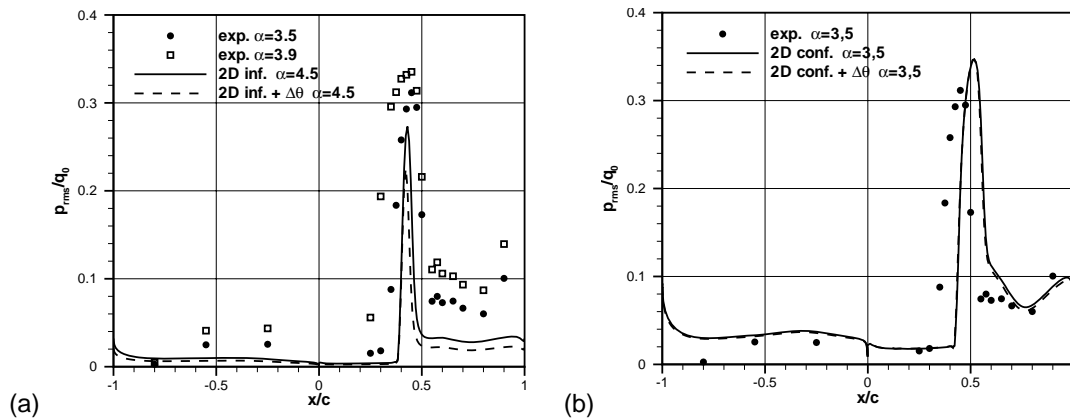 0.4
0.3
0.2
0.1
0
p_rms/q_0
-1
-0.5
0
0.5
1
x/c
exp. α=3.5
exp. α=3.9
2D inf. α=4.5
2D inf. + Δθ α=4.5
(a)
0.4
0.3
0.2
0.1
0
p_rms/q_0
-1
-0.5
0
0.5
1
x/c
exp. α=3,5
2D conf. α=3,5
2D conf. + Δθ α=3,5
(b)